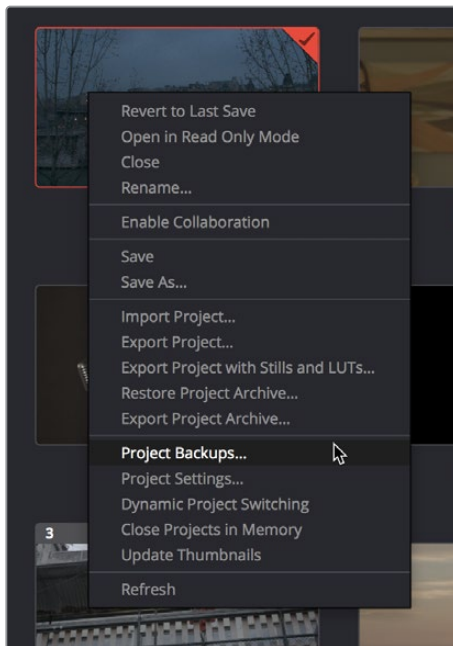 Revert to Last Save
Open in Read Only Mode
Close
Rename...
Enable Collaboration
Save
Save As...
Import Project...
Export Project...
Export Project with Stills and LUTs...
Restore Project Archive...
Export Project Archive...
Project Backups...
Project Settings...
Dynamic Project Switching
3
Close Projects in Memory
Update Thumbnails
Refresh